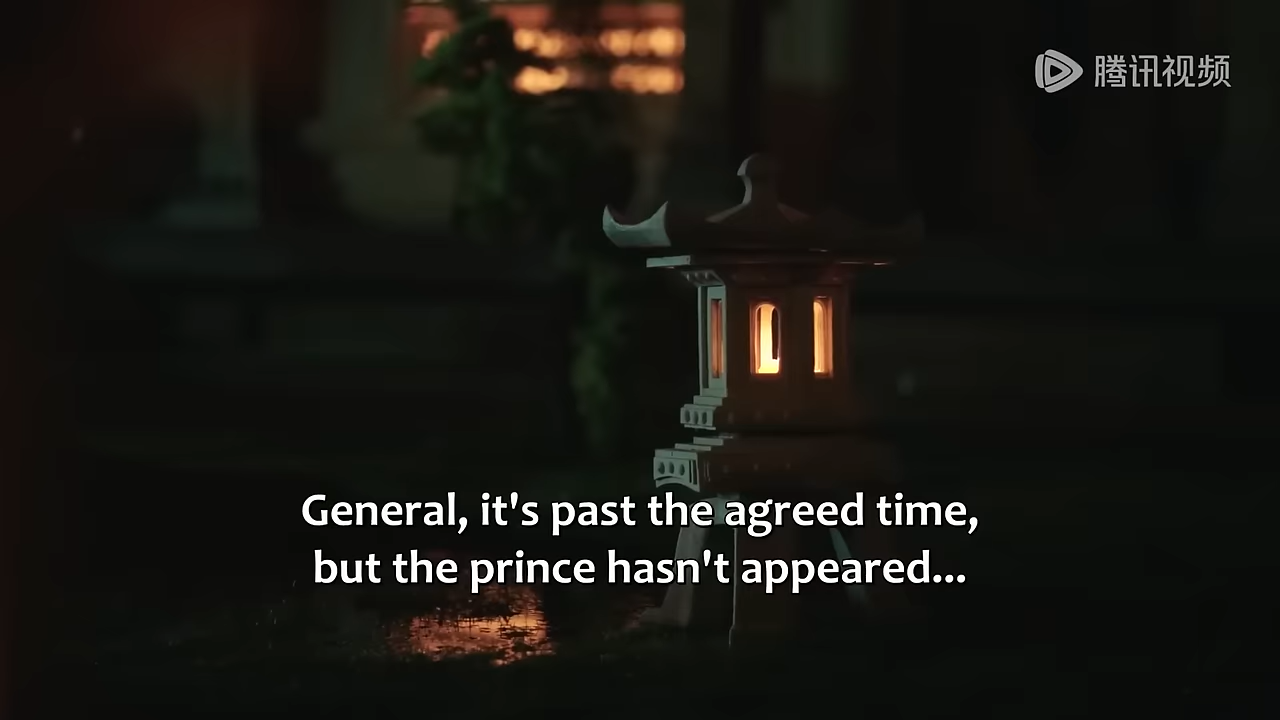 腾讯视频
General, it's past the agreed time,
but the prince hasn't appeared...